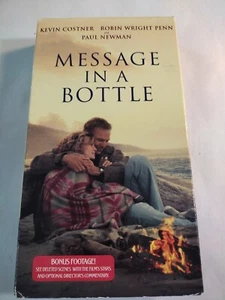 KEVIN COSTNER ROBIN WRIGHT PENN
AND
PAUL NEWMAN
MESSAGE
IN A
BOTTLE
BONUS FOOTAGE!
SEE DELETED SCENES WITH THE FILM'S STARS
AND OPTIONAL DIRECTOR'S COMMENTARY.